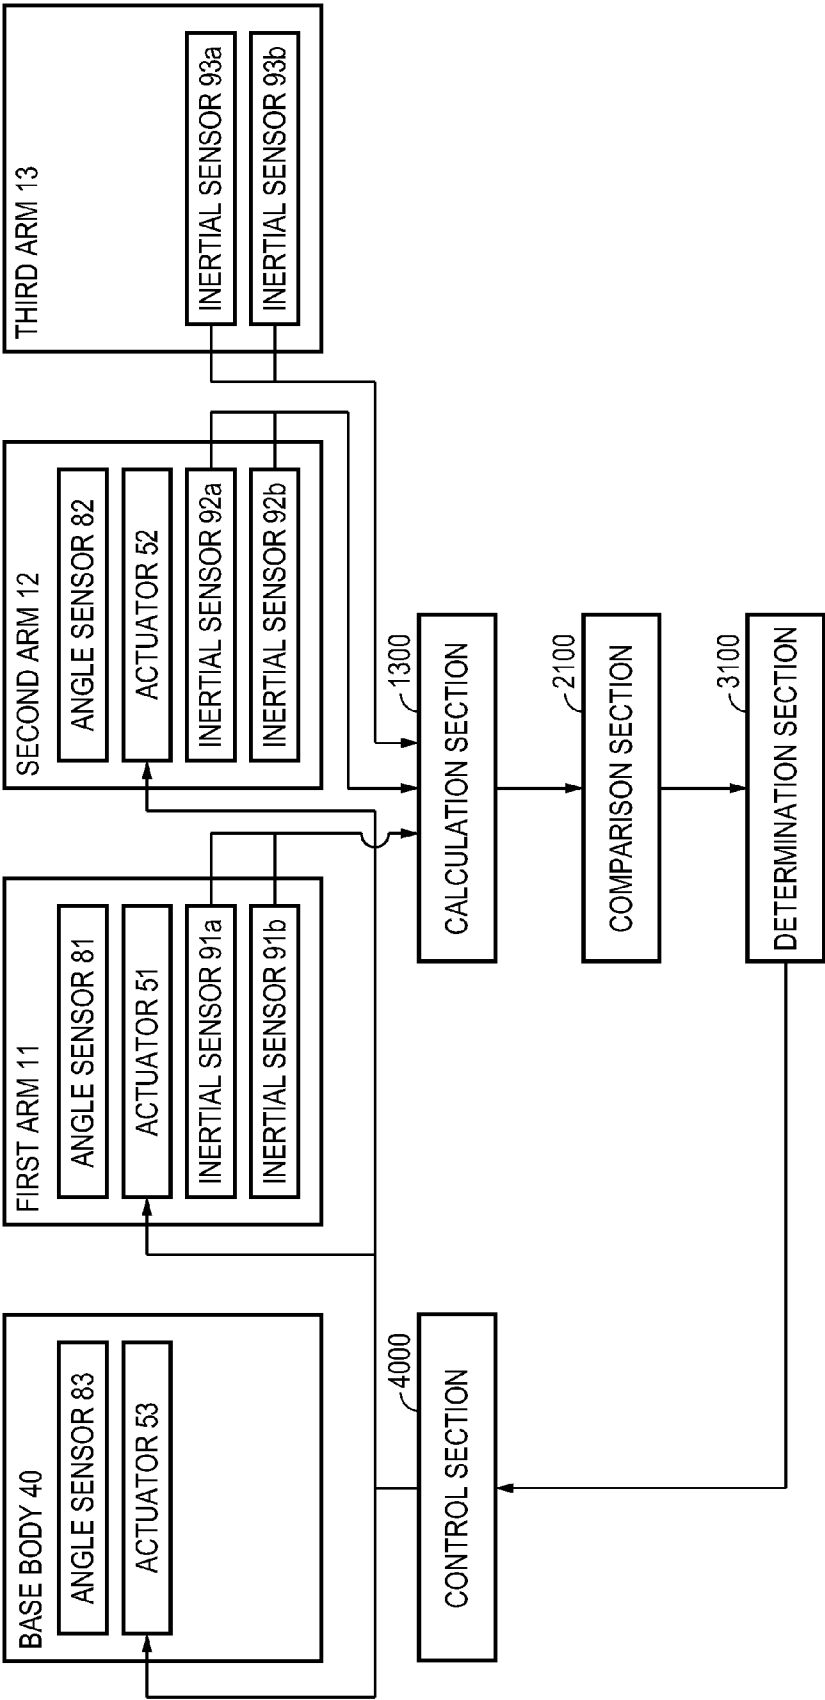 BASE BODY 40
ANGLE SENSOR 83
ACTUATOR 53
FIRST ARM 11
ANGLE SENSOR 81
ACTUATOR 51
INERTIAL SENSOR 91a
INERTIAL SENSOR 91b
SECOND ARM 12
ANGLE SENSOR 82
ACTUATOR 52
INERTIAL SENSOR 92a
INERTIAL SENSOR 92b
THIRD ARM 13
INERTIAL SENSOR 93a
INERTIAL SENSOR 93b
4000
CONTROL SECTION
1300
CALCULATION SECTION
2100
COMPARISON SECTION
3100
DETERMINATION SECTION